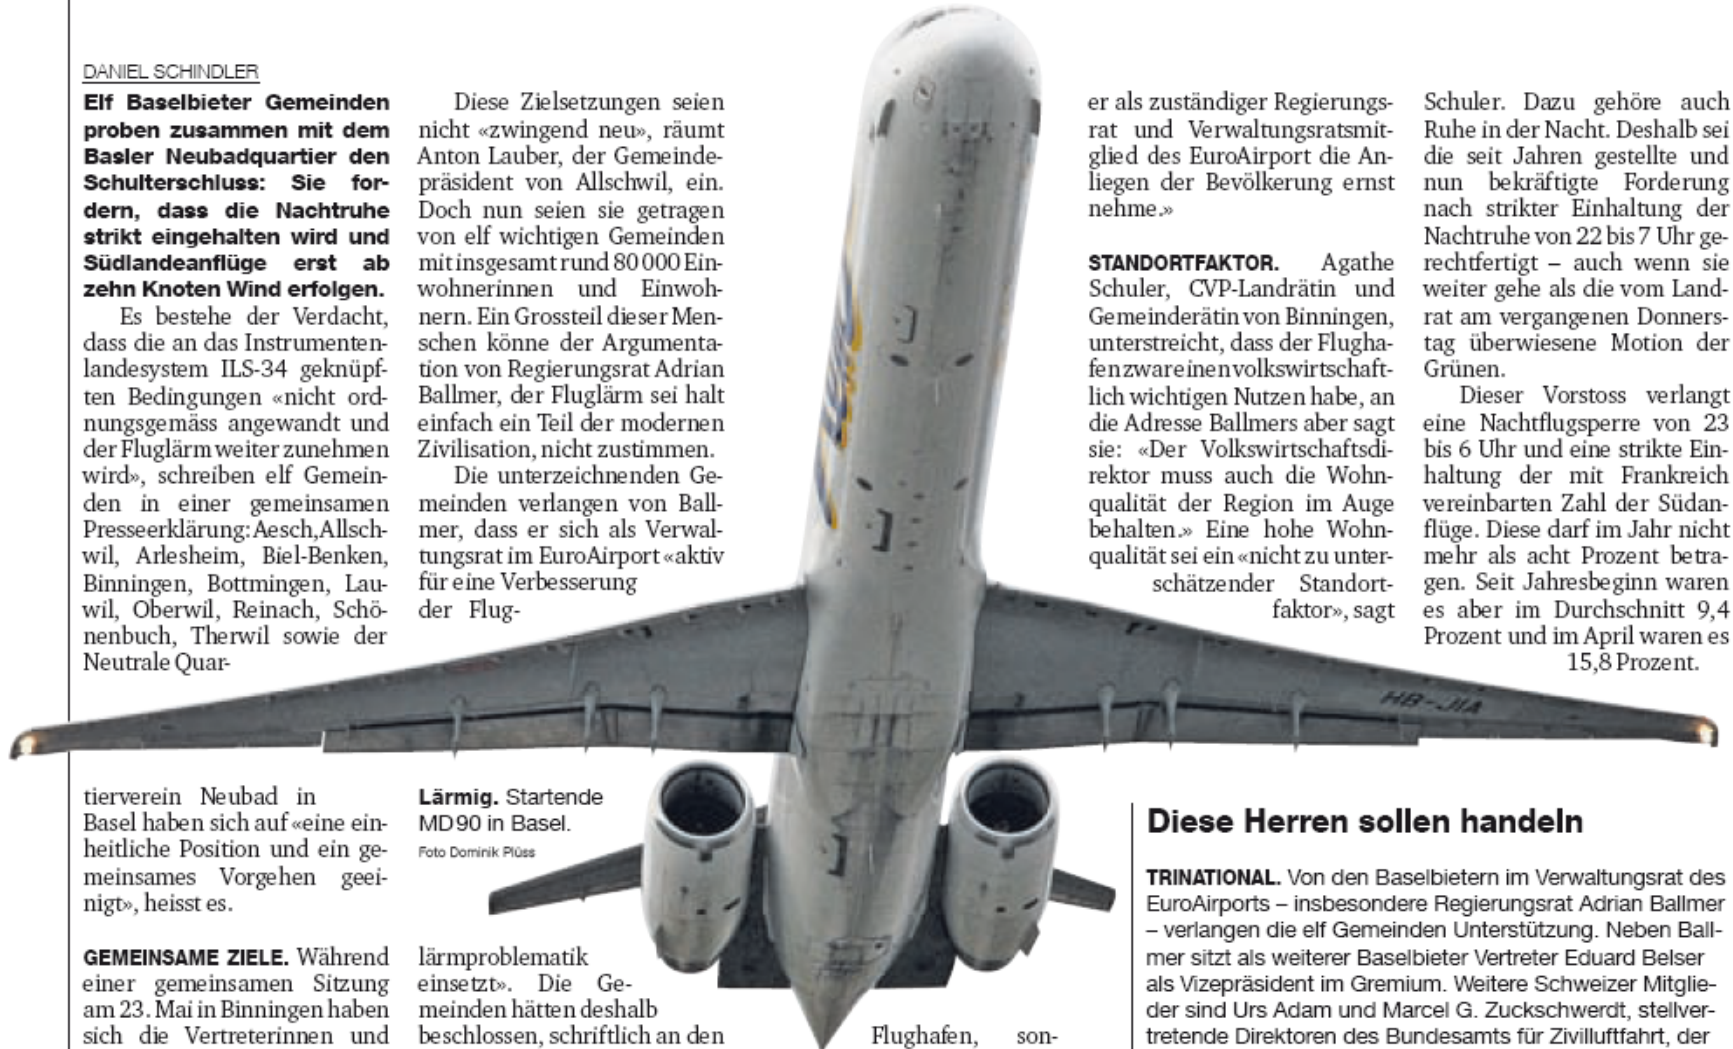 DANIEL SCHINDLER
Elf Baselbieter Gemeinden
proben zusammen mit dem
Basler Neubadquartier den
Schulterschluss: Sie for-
dern, dass die Nachtruhe
strikt eingehalten wird und
Südlandeanflüge erst ab
zehn Knoten Wind erfolgen.
Es bestehe der Verdacht,
dass die an das Instrumenten-
landesystem ILS-34 geknüpf-
ten Bedingungen «nicht ord-
nungsgemäss angewandt und
der Fluglärm weiter zunehmen
wird», schreiben elf Gemein-
den in einer gemeinsamen
Presseerklärung: Aesch, Allsch-
wil, Arlesheim, Biel-Benken,
Binningen, Bottmingen, Lau-
wil, Oberwil, Reinach, Schö-
nenbuch, Therwil sowie der
Neutrale Quar-
tierverein Neubad in
Basel haben sich auf «eine ein-
heitliche Position und ein ge-
meinsames Vorgehen geei-
nigt», heisst es.
GEMEINSAME ZIELE. Während
einer gemeinsamen Sitzung
am 23. Mai in Binningen haben
sich die Vertreterinnen und
Diese Zielsetzungen seien
nicht «zwingend neu», räumt
Anton Lauber, der Gemeinde-
präsident von Allschwil, ein.
Doch nun seien sie getragen
von elf wichtigen Gemeinden
mit insgesamt rund 80 000 Ein-
wohnerinnen und Einwoh-
nern. Ein Grossteil dieser Men-
schen könne der Argumenta-
tion von Regierungsrat Adrian
Ballmer, der Fluglärm sei halt
einfach ein Teil der modernen
Zivilisation, nicht zustimmen.
Die unterzeichnenden Ge-
meinden verlangen von Ball-
mer, dass er sich als Verwal-
tungsrat im EuroAirport «aktiv
für eine Verbesserung
der Flug-
Lärmig. Startende
MD 90 in Basel.
Foto Dominik Plüss
lärmproblematik
einsetzt». Die Ge-
meinden hätten deshalb
beschlossen, schriftlich an den
Flughafen, son-
HB-JIA
er als zuständiger Regierungs-
rat und Verwaltungsratsmit-
glied des EuroAirport die An-
liegen der Bevölkerung ernst
nehme.»
STANDORTFAKTOR. Agathe
Schuler, CVP-Landrätin und
Gemeinderätin von Binningen,
unterstreicht, dass der Flugha-
fen zwar einen volkswirtschaft-
lich wichtigen Nutzen habe, an
die Adresse Ballmers aber sagt
sie: «Der Volkswirtschaftsdi-
rektor muss auch die Wohn-
qualität der Region im Auge
behalten.» Eine hohe Wohn-
qualität sei ein «nicht zu unter-
schätzender Standort-
faktor», sagt
Schuler. Dazu gehöre auch
Ruhe in der Nacht. Deshalb sei
die seit Jahren gestellte und
nun bekräftigte Forderung
nach strikter Einhaltung der
Nachtruhe von 22 bis 7 Uhr ge-
rechtfertigt – auch wenn sie
weiter gehe als die vom Land-
rat am vergangenen Donners-
tag überwiesene Motion der
Grünen.
Dieser Vorstoss verlangt
eine Nachtflugsperre von 23
bis 6 Uhr und eine strikte Ein-
haltung der mit Frankreich
vereinbarten Zahl der Südan-
flüge. Diese darf im Jahr nicht
mehr als acht Prozent betra-
gen. Seit Jahresbeginn waren
es aber im Durchschnitt 9,4
Prozent und im April waren es
15,8 Prozent.
Diese Herren sollen handeln
TRINATIONAL. Von den Baselbietern im Verwaltungsrat des
EuroAirports – insbesondere Regierungsrat Adrian Ballmer
– verlangen die elf Gemeinden Unterstützung. Neben Ball-
mer sitzt als weiterer Baselbieter Vertreter Eduard Belser
als Vizepräsident im Gremium. Weitere Schweizer Mitglie-
der sind Urs Adam und Marcel G. Zuckschwerdt, stellver-
tretende Direktoren des Bundesamts für Zivilluftfahrt, der